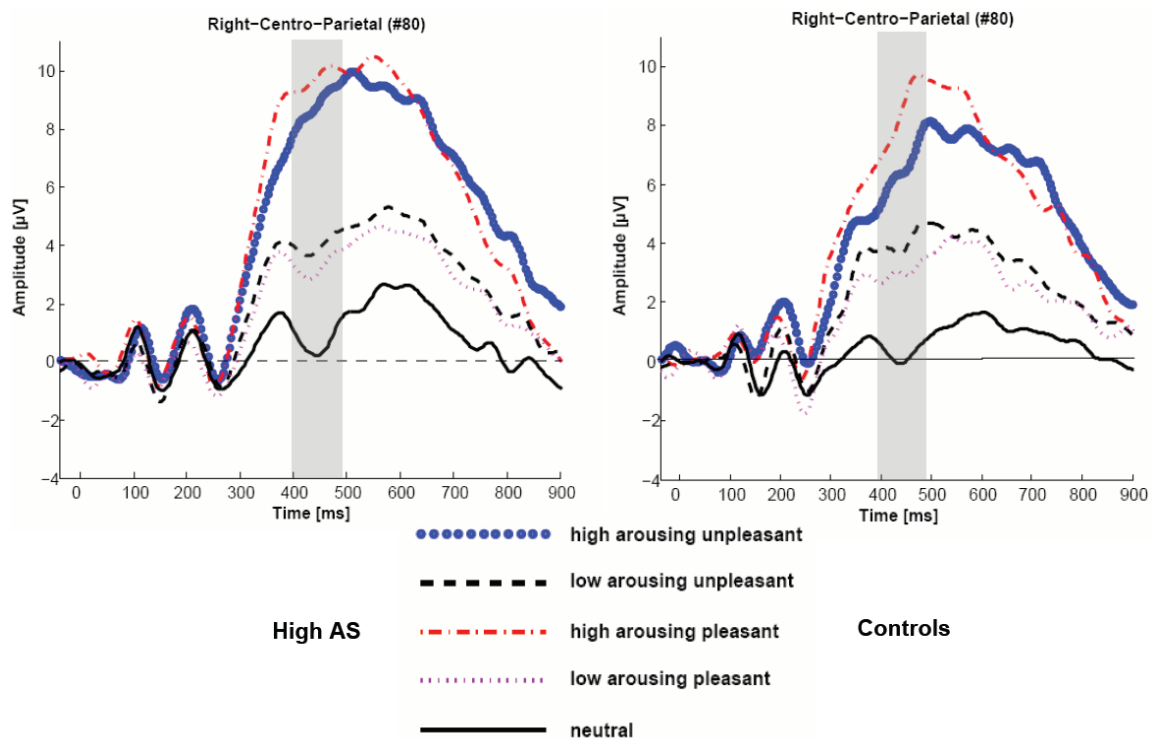 Right−Centro−Parietal (#80)
Right−Centro−Parietal (#80)
Amplitude [µV]
10
8
6
4
2
0
−2
−4
0 100 200 300 400 500 600 700 800 900
Time [ms]
Amplitude [µV]
10
8
6
4
2
0
−2
−4
0 100 200 300 400 500 600 700 800 900
Time [ms]
high arousing unpleasant
low arousing unpleasant
High AS
high arousing pleasant
Controls
low arousing pleasant
neutral